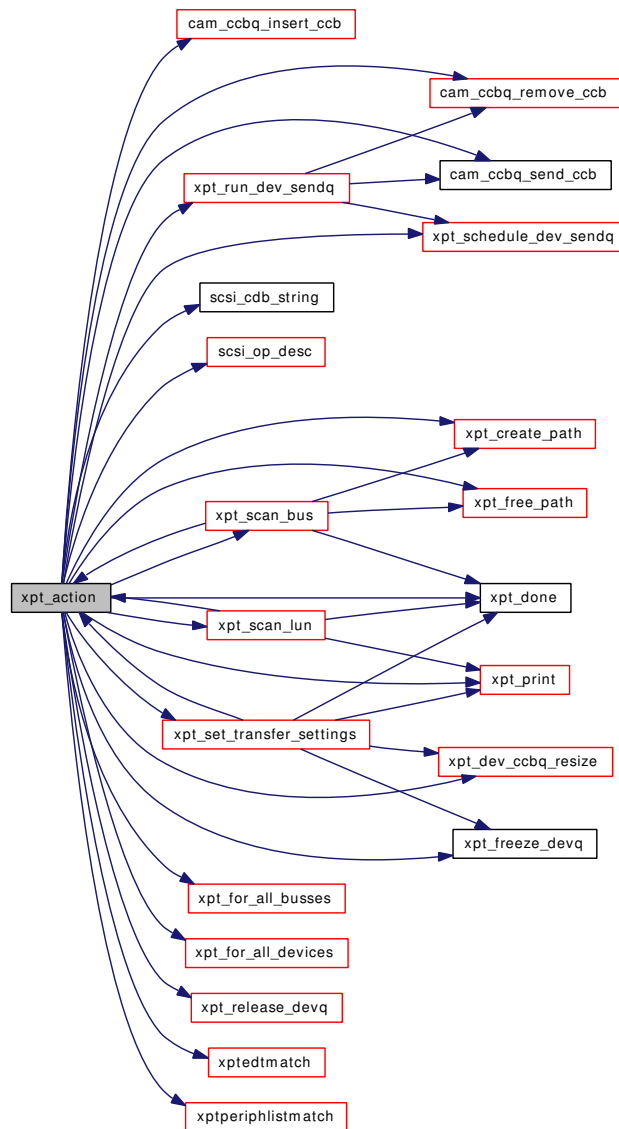 cam_ccbq_insert_ccb
cam_ccbq_remove_ccb
cam_ccbq_send_ccb
xpt_run_dev_sendq
xpt_schedule_dev_sendq
scsi_cdb_string
scsi_op_desc
xpt_create_path
xpt_free_path
xpt_scan_bus
xpt_action
xpt_done
xpt_scan_lun
xpt_print
xpt_set_transfer_settings
xpt_dev_ccbq_resize
xpt_freeze_devq
xpt_for_all_busses
xpt_for_all_devices
xpt_release_devq
xptedtmatch
xptperiphlistmatch